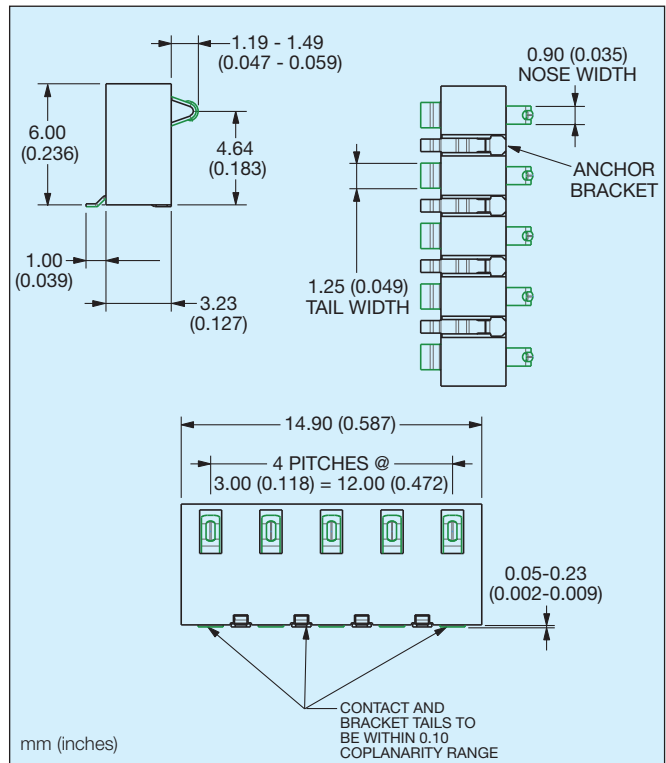 1.19 - 1.49
(0.047 - 0.059)
6.00
(0.236)
4.64
(0.183)
1.00
(0.039)
3.23
(0.127)
0.90 (0.035)
NOSE WIDTH
ANCHOR
BRACKET
1.25 (0.049)
TAIL WIDTH
14.90 (0.587)
4 PITCHES @
3.00 (0.118) = 12.00 (0.472)
0.05-0.23
(0.002-0.009)
CONTACT AND
BRACKET TAILS TO
BE WITHIN 0.10
COPLANARITY RANGE
mm (inches)